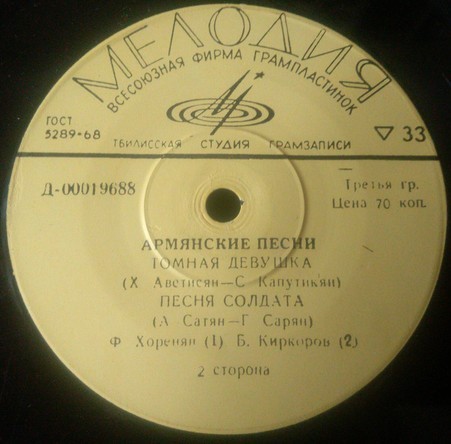 МЕЛОДИЯ
ВСЕСОЮЗНАЯ ФИРМА ГРАМПЛАСТИНОК
ГОСТ
5289-68
ТБИЛИССКАЯ СТУДИЯ ГРАМЗАПИСИ
▽ 33
Д-00019688
Третья гр.
Цена 70 коп.
АРМЯНСКИЕ ПЕСНИ
ТОМНАЯ ДЕВУШКА
(Х Аветисян—С Капутикян)
ПЕСНЯ СОЛДАТА
(А Сатян—Г Сарян)
Ф Хоренян (1) Б. Киркоров (2)
2 сторона